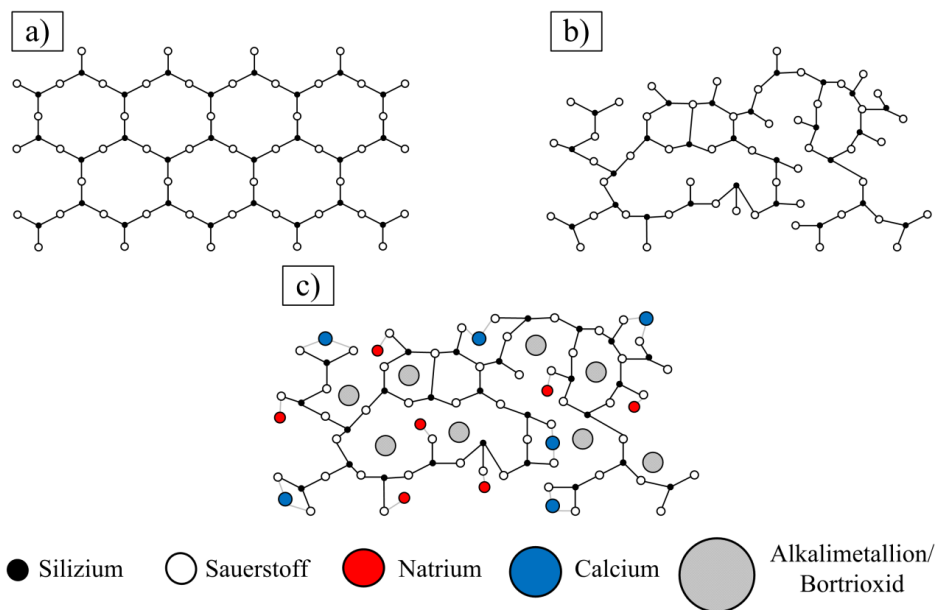 a)
b)
c)
Silizium
Sauerstoff
Natrium
Calcium
Alkalimetallion/
Bortrioxid